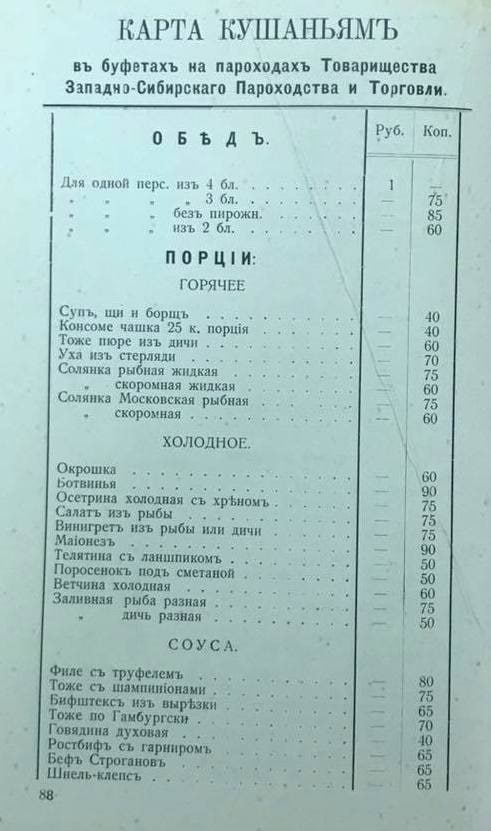 КАРТА КУШАНЬЯМЪ
въ буфетахъ на пароходахъ Товарищества
Западно-Сибирскаго Пароходства и Торговли.
ОБѢДЪ. Руб. Коп.
Для одной перс. изъ 4 бл. 1 —
„ „ „ „ 3 бл. — 75
„ „ „ безъ пирожн. — 85
„ „ „ изъ 2 бл. — 60
ПОРЦІИ:
ГОРЯЧЕЕ
Супъ, щи и борщъ — 40
Консоме чашка 25 к. порція — 40
Тоже пюре изъ дичи — 60
Уха изъ стерляди — 70
Солянка рыбная жидкая — 75
„ скоромная жидкая — 60
Солянка Московская рыбная — 75
„ скоромная — 60
ХОЛОДНОЕ.
Окрошка — 60
Ботвинья — 90
Осетрина холодная съ хрѣномъ — 75
Салатъ изъ рыбы — 75
Винигретъ изъ рыбы или дичи — 75
Маіонезъ — 90
Телятина съ ланшпикомъ — 50
Поросенокъ подъ сметаной — 50
Ветчина холодная — 60
Заливная рыба разная — 75
„ дичь разная — 50
СОУСА.
Филе съ труфелемъ — 80
Тоже съ шампиніонами — 75
Бифштексъ изъ вырѣзки — 65
Тоже по Гамбургски — 70
Говядина духовая — 40
Ростбифъ съ гарниромъ — 65
Бефъ Строгановъ — 65
Шнель-клепсъ — 65
88